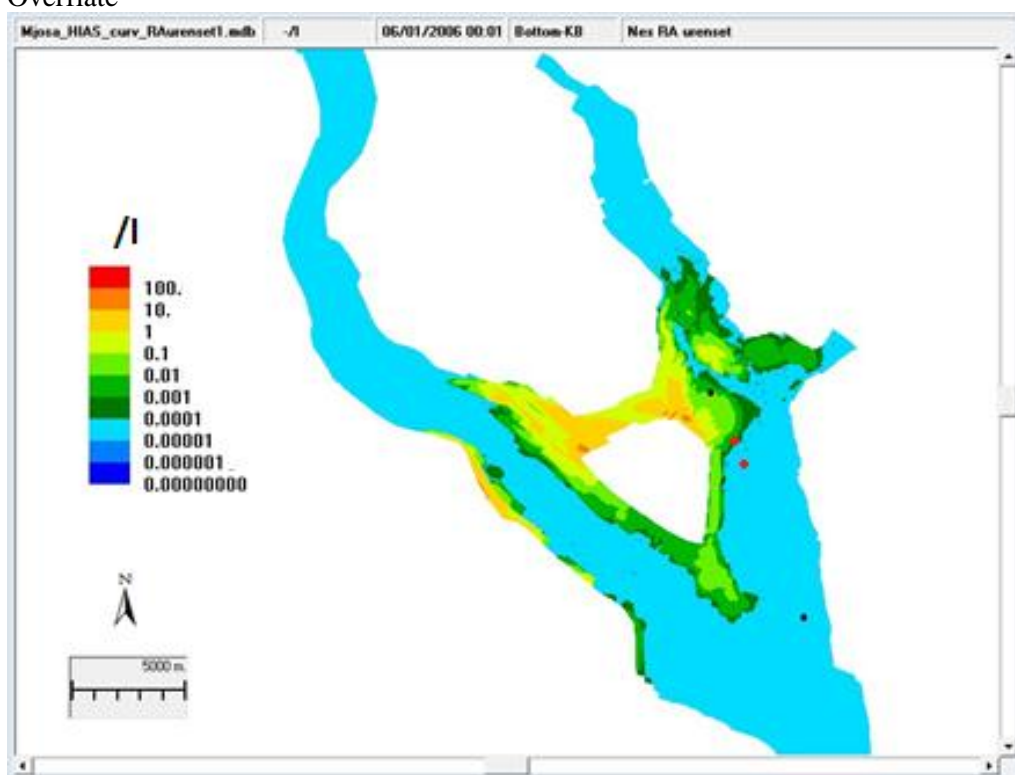 Overflate
Mjosa_HIAS_curv_RAurenset1.mdb -/l 06/01/2006 00:01 Bottom-KB Nes RA urenset
/l
100.
10.
1
0.1
0.01
0.001
0.0001
0.00001
0.000001
0.00000000
N
5000 m.